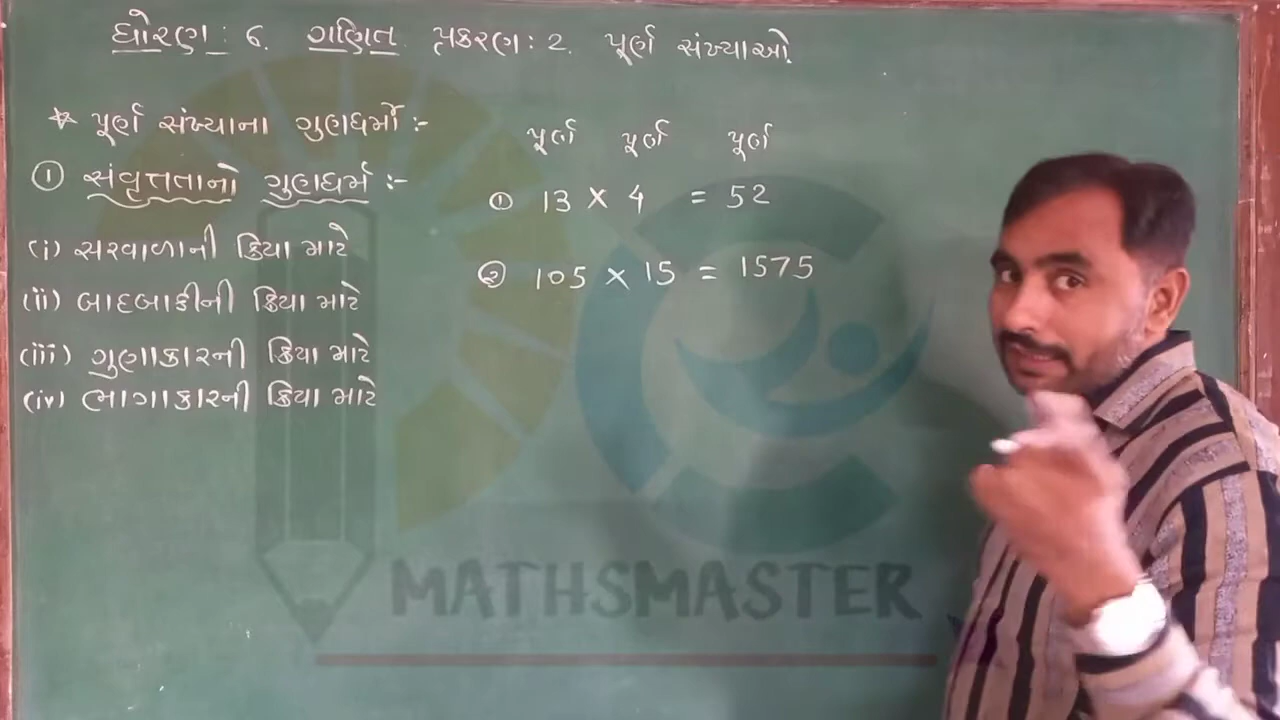 ધોરણ : 6. ગણિત પ્રકરણ : 2. પૂર્ણ સંખ્યાઓ
* પૂર્ણ સંખ્યાના ગુણધર્મો :-
① સંવૃત્તતાનો ગુણધર્મ :-
(i) સરવાળાની ક્રિયા માટે
(ii) બાદબાકીની ક્રિયા માટે
(iii) ગુણાકારની ક્રિયા માટે
(iv) ભાગાકારની ક્રિયા માટે
પૂર્ણ પૂર્ણ પૂર્ણ
① 13 × 4 = 52
② 105 × 15 = 1575
MATHSMASTER